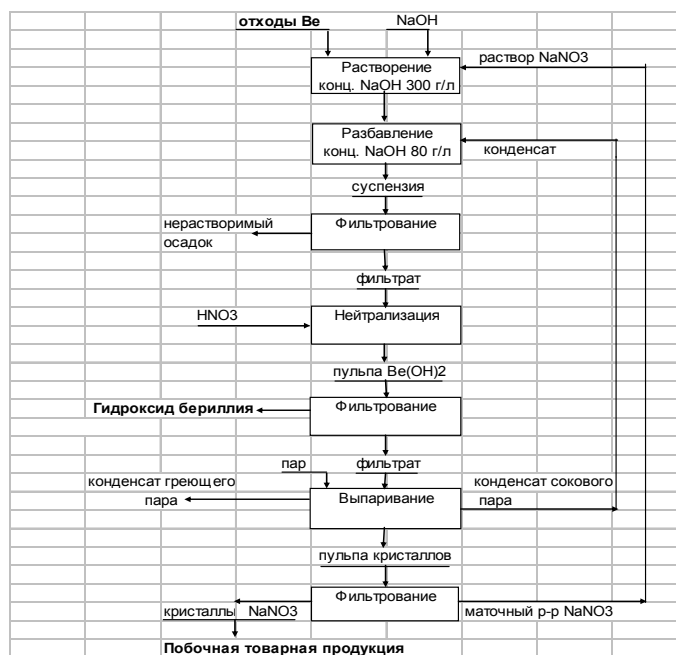 отходы Be
NaOH
Растворение
конц. NaOH 300 г/л
раствор NaNO3
Разбавление
конц. NaOH 80 г/л
конденсат
суспензия
нерастворимый
осадок
Фильтрование
фильтрат
HNO3
Нейтрализация
пульпа Be(OH)2
Гидроксид бериллия
Фильтрование
пар
фильтрат
конденсат греющего
пара
Выпаривание
конденсат сокового
пара
пульпа кристаллов
Фильтрование
кристаллы NaNO3
маточный р-р NaNO3
Побочная товарная продукция